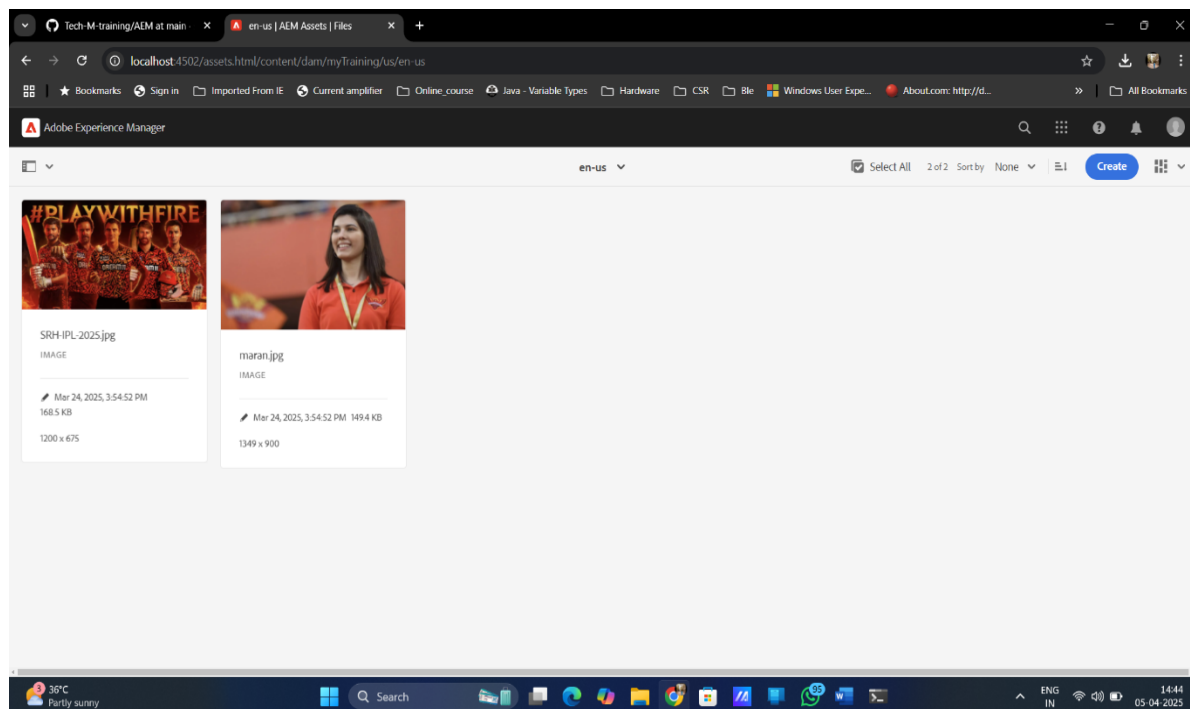 Tech-M-training/AEM at main
en-us | AEM Assets | Files
localhost:4502/assets.html/content/dam/myTraining/us/en-us
Bookmarks Sign in Imported From IE Current amplifier Online_course Java - Variable Types Hardware CSR Ble Windows User Expe... About.com: http://d... » All Bookmarks
Adobe Experience Manager
en-us Select All 2 of 2 Sort by None Create
#PLAYWITHFIRE
SRH-IPL-2025.jpg
IMAGE
Mar 24, 2025, 3:54:52 PM
168.5 KB
1200 x 675
maran.jpg
IMAGE
Mar 24, 2025, 3:54:52 PM 149.4 KB
1349 x 900
3 36°C
Partly sunny
Search
95
ENG
IN
14:44
05-04-2025